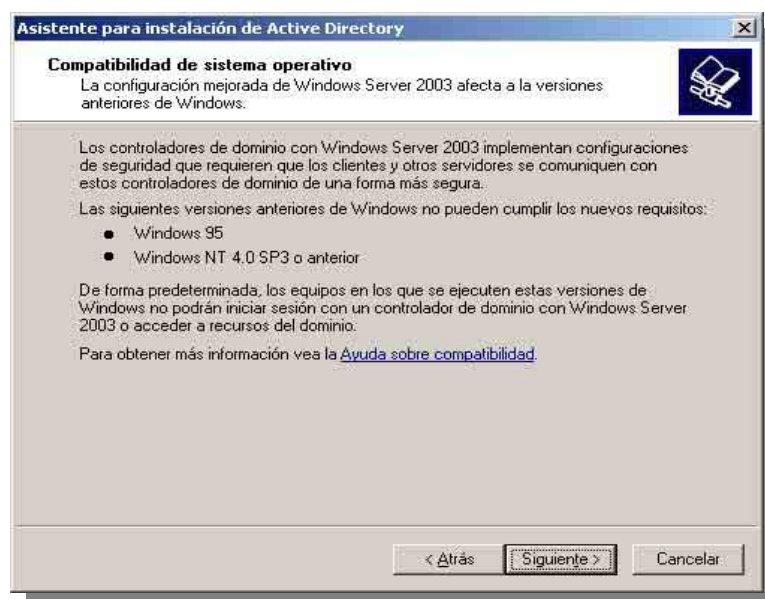 Asistente para instalación de Active Directory
Compatibilidad de sistema operativo
La configuración mejorada de Windows Server 2003 afecta a la versiones
anteriores de Windows.
Los controladores de dominio con Windows Server 2003 implementan configuraciones
de seguridad que requieren que los clientes y otros servidores se comuniquen con
estos controladores de dominio de una forma más segura.
Las siguientes versiones anteriores de Windows no pueden cumplir los nuevos requisitos:
● Windows 95
● Windows NT 4.0 SP3 o anterior
De forma predeterminada, los equipos en los que se ejecuten estas versiones de
Windows no podrán iniciar sesión con un controlador de dominio con Windows Server
2003 o acceder a recursos del dominio.
Para obtener más información vea la Ayuda sobre compatibilidad.
< Atrás Siguiente > Cancelar